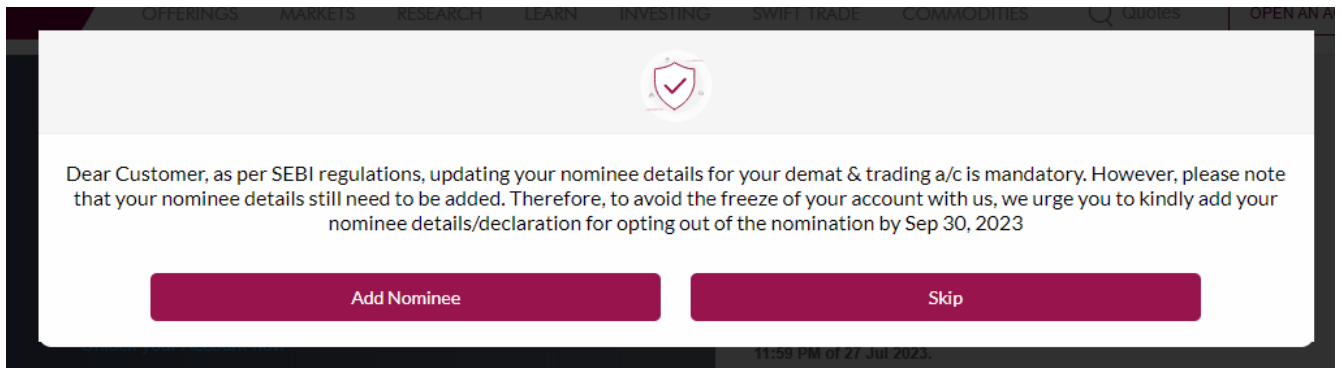 OFFERINGS MARKETS RESEARCH LEARN INVESTING SWIFT TRADE COMMODITIES Quotes OPEN AN A
Dear Customer, as per SEBI regulations, updating your nominee details for your demat & trading a/c is mandatory. However, please note
that your nominee details still need to be added. Therefore, to avoid the freeze of your account with us, we urge you to kindly add your
nominee details/declaration for opting out of the nomination by Sep 30, 2023
Add Nominee Skip
11:59 PM of 27 Jul 2023.